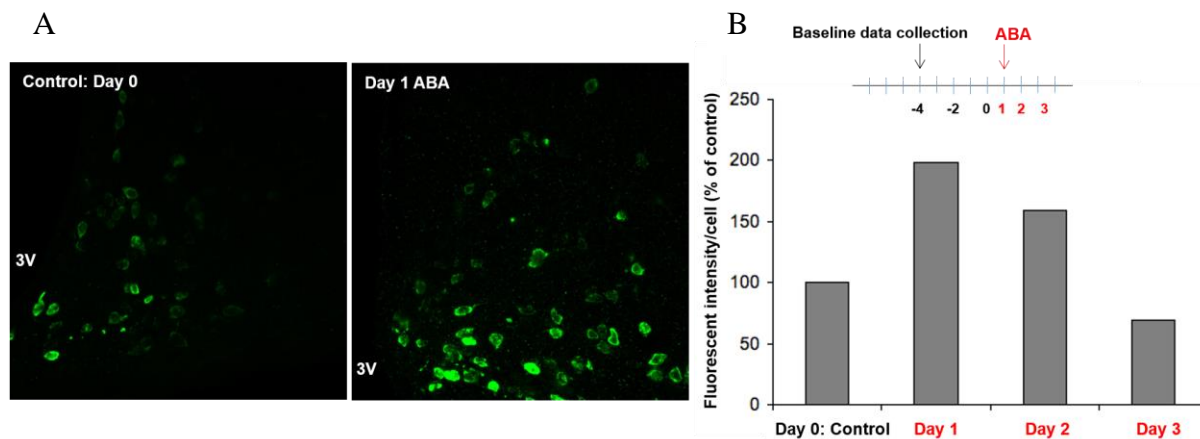 A
B
Control: Day 0
3V
Day 1 ABA
3V
Baseline data collection
ABA
-4 -2 0 1 2 3
Fluorescent intensity/cell (% of control)
250
200
150
100
50
0
Day 0: Control Day 1 Day 2 Day 3